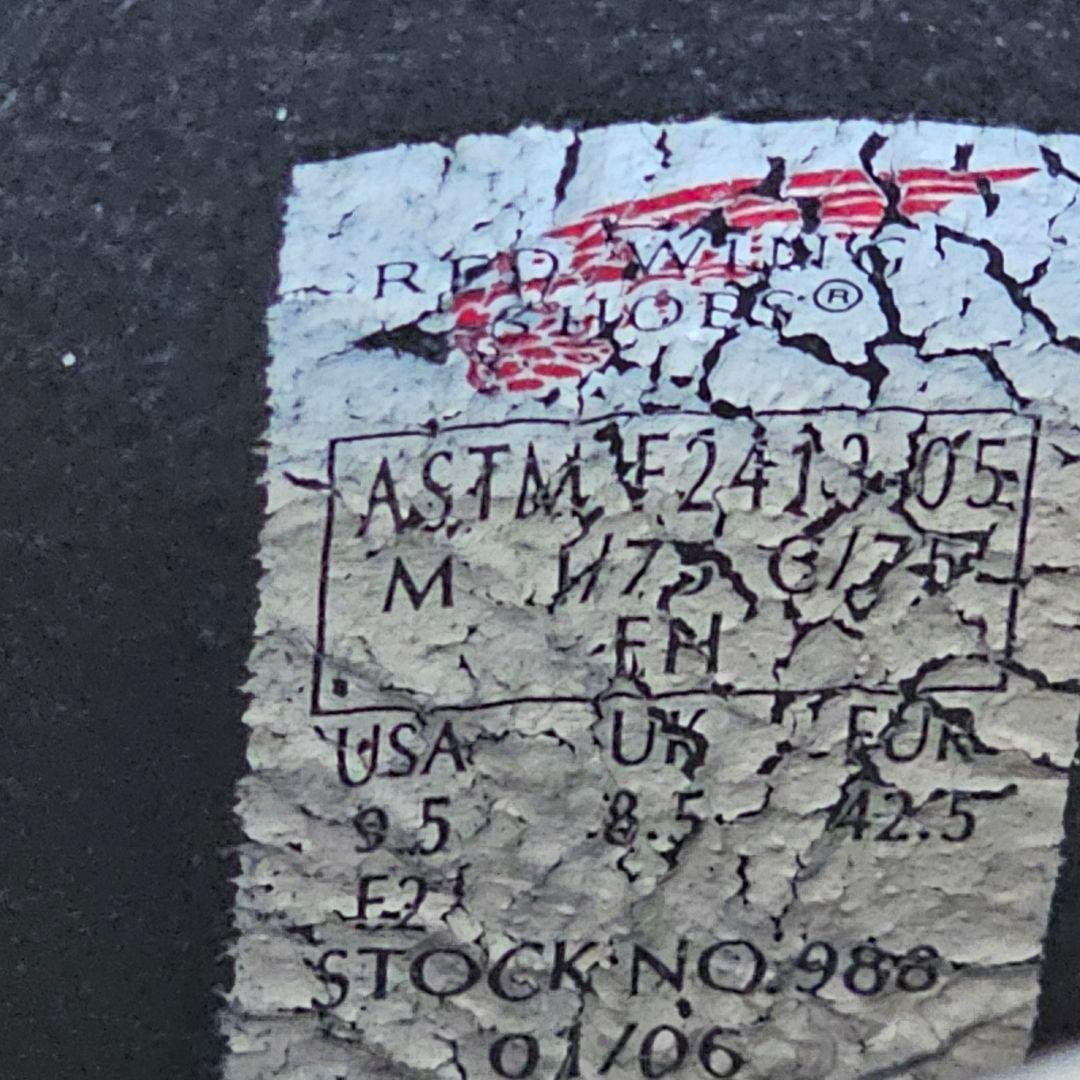 RED WING
SHOES®
ASTM F2413-05
M I/75 C/75
EH
USA UK EUR
9.5 8.5 42.5
E2
STOCK NO. 988
01/06